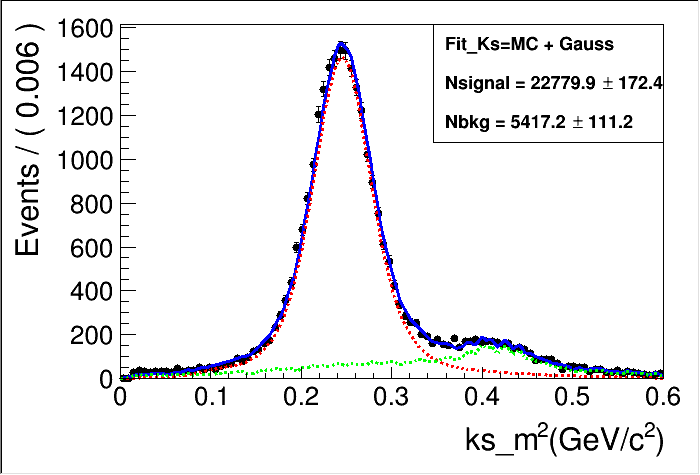 Events / ( 0.006 )
1600
1400
1200
1000
800
600
400
200
0
Fit_Ks=MC + Gauss
Nsignal = 22779.9 ± 172.4
Nbkg = 5417.2 ± 111.2
0 0.1 0.2 0.3 0.4 0.5 0.6
ks_m²(GeV/c²)